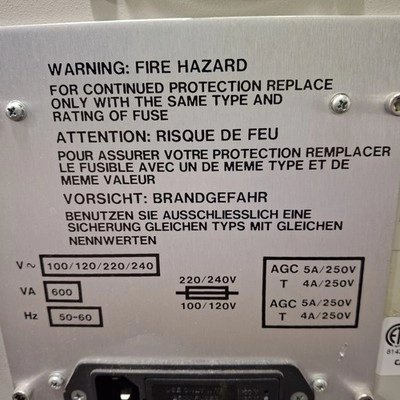 WARNING: FIRE HAZARD
FOR CONTINUED PROTECTION REPLACE
ONLY WITH THE SAME TYPE AND
RATING OF FUSE
ATTENTION: RISQUE DE FEU
POUR ASSURER VOTRE PROTECTION REMPLACER
LE FUSIBLE AVEC UN DE MEME TYPE ET DE
MEME VALEUR
VORSICHT: BRANDGEFAHR
BENUTZEN SIE AUSSCHLIESSLICH EINE
SICHERUNG GLEICHEN TYPS MIT GLEICHEN
NENNWERTEN
V~ 100/120/220/240
VA 600
Hz 50-60
220/240V
100/120V
AGC 5A/250V
T 4A/250V
AGC 5A/250V
T 4A/250V